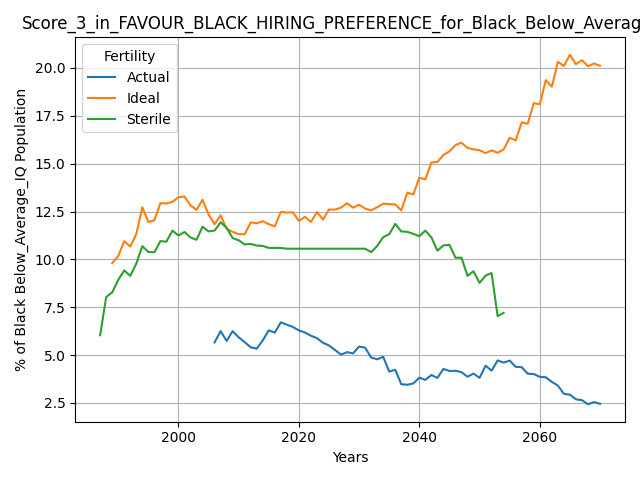 Score_3_in_FAVOUR_BLACK_HIRING_PREFERENCE_for_Black_Below_Averag
Fertility
Actual
Ideal
Sterile
% of Black Below_Average_IQ Population
20.0
17.5
15.0
12.5
10.0
7.5
5.0
2.5
2000
2020
2040
2060
Years